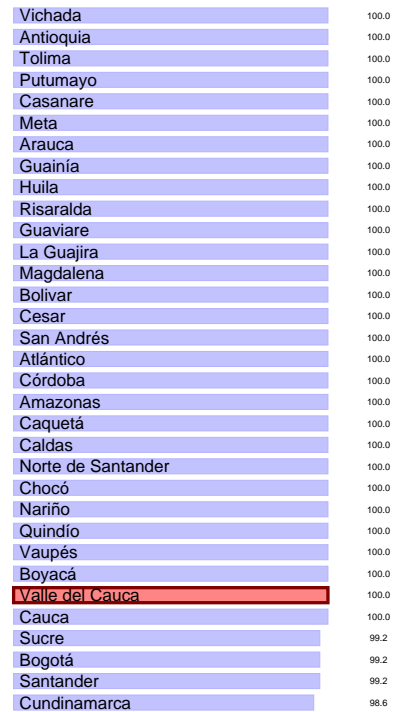 Vichada 100.0
Antioquia 100.0
Tolima 100.0
Putumayo 100.0
Casanare 100.0
Meta 100.0
Arauca 100.0
Guainía 100.0
Huila 100.0
Risaralda 100.0
Guaviare 100.0
La Guajira 100.0
Magdalena 100.0
Bolivar 100.0
Cesar 100.0
San Andrés 100.0
Atlántico 100.0
Córdoba 100.0
Amazonas 100.0
Caquetá 100.0
Caldas 100.0
Norte de Santander 100.0
Chocó 100.0
Nariño 100.0
Quindío 100.0
Vaupés 100.0
Boyacá 100.0
Valle del Cauca 100.0
Cauca 100.0
Sucre 99.2
Bogotá 99.2
Santander 99.2
Cundinamarca 98.6